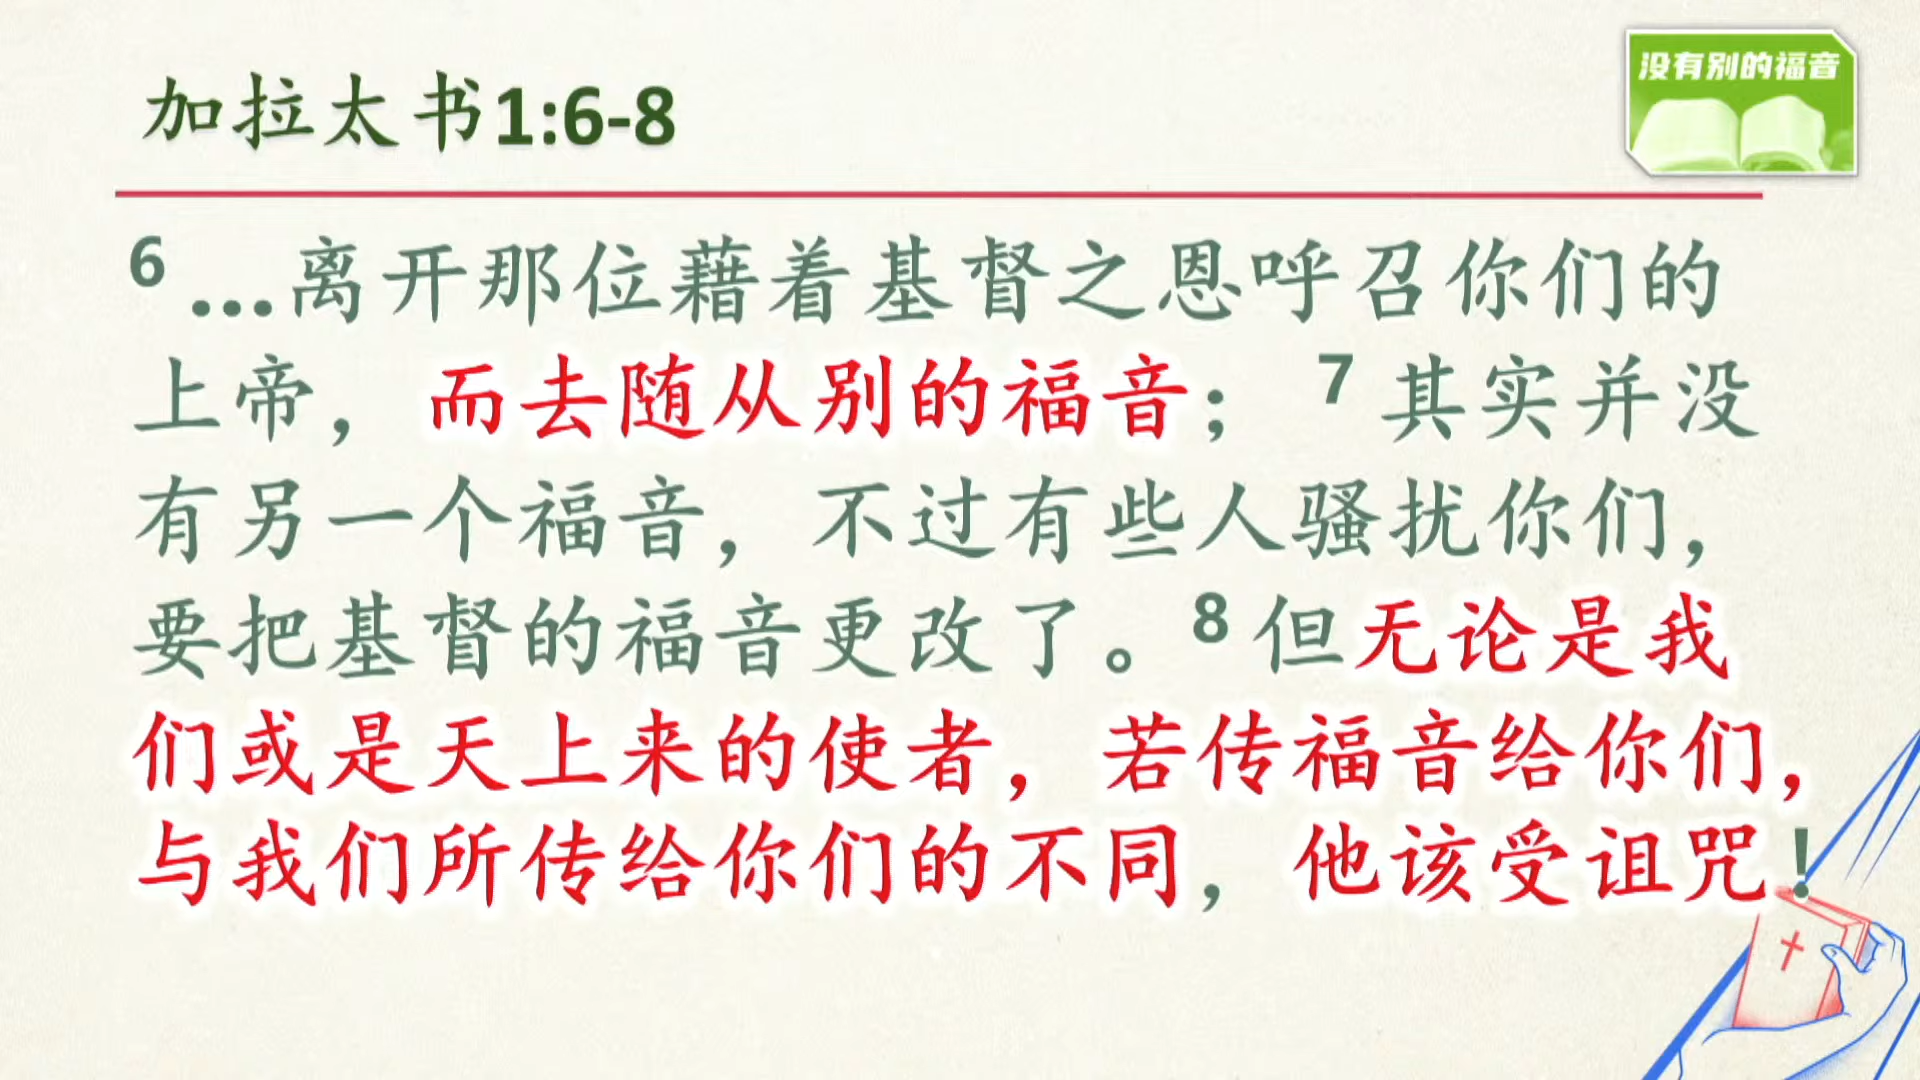 加拉太书1:6-8
没有别的福音
6 …离开那位藉着基督之恩呼召你们的
上帝，而去随从别的福音；7 其实并没
有另一个福音，不过有些人骚扰你们，
要把基督的福音更改了。8 但无论是我
们或是天上来的使者，若传福音给你们，
与我们所传给你们的不同，他该受诅咒！